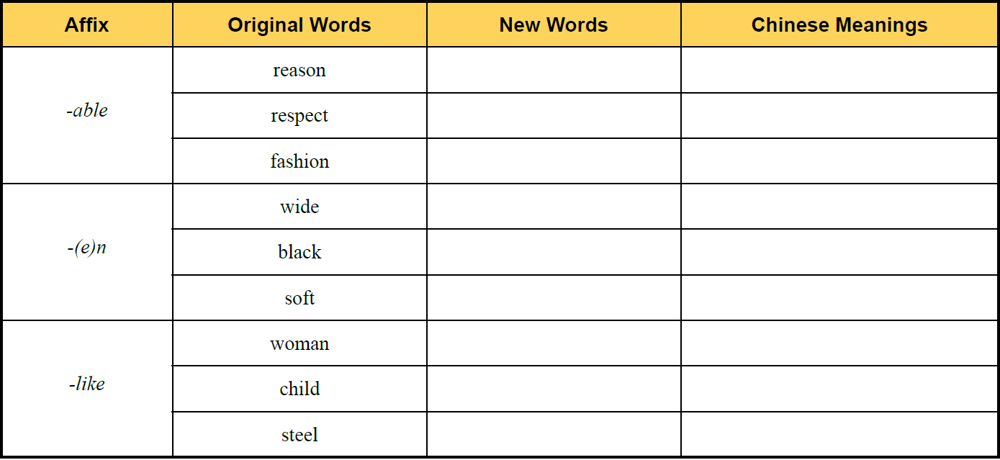 Affix Original Words New Words Chinese Meanings
-able
reason
respect
fashion
-(e)n
wide
black
soft
-like
woman
child
steel